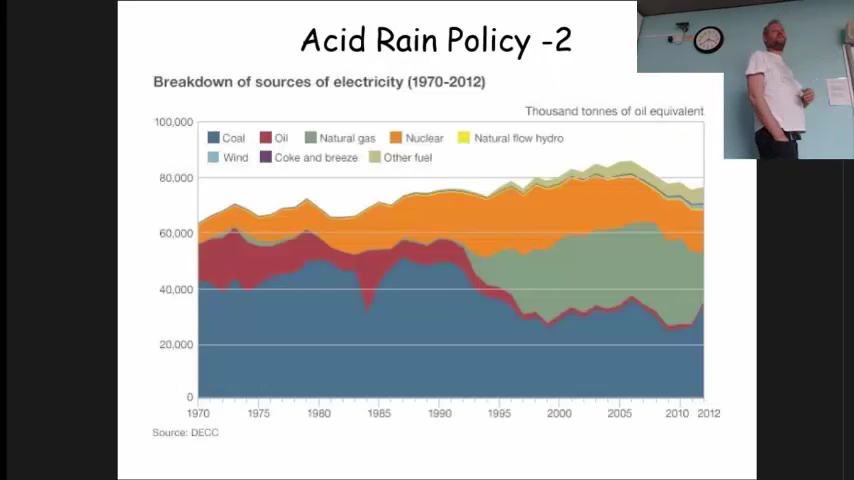 Acid Rain Policy -2
Breakdown of sources of electricity (1970-2012)
Thousand tonnes of oil equivalent
100,000
Coal Oil Natural gas Nuclear Natural flow hydro
Wind Coke and breeze Other fuel
80,000
60,000
40,000
20,000
0
1970 1975 1980 1985 1990 1995 2000 2005 2010 2012
Source: DECC